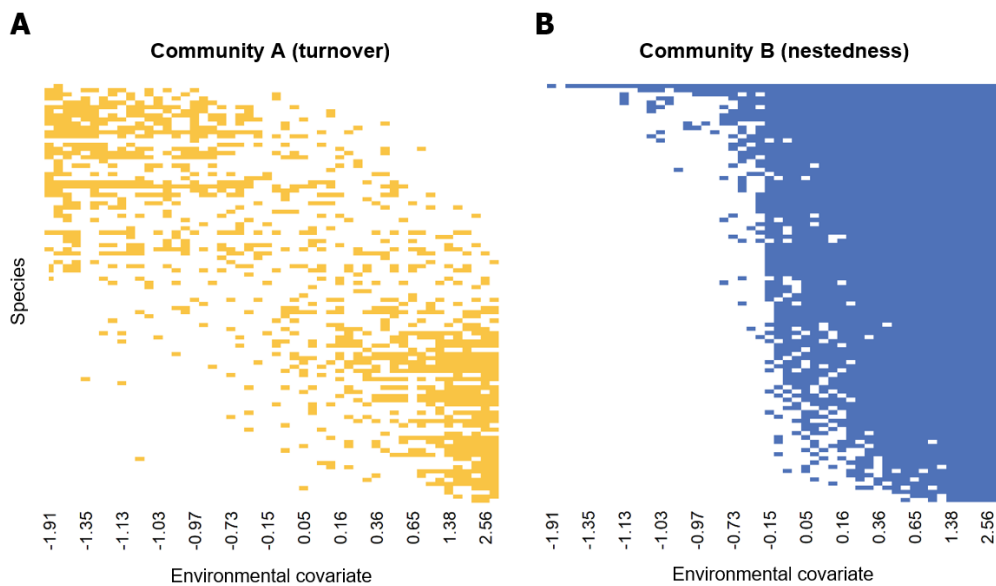 A
Community A (turnover)
Species
-1.91 -1.35 -1.13 -1.03 -0.97 -0.73 -0.15 0.05 0.16 0.36 0.65 1.38 2.56
Environmental covariate
B
Community B (nestedness)
-1.91 -1.35 -1.13 -1.03 -0.97 -0.73 -0.15 0.05 0.16 0.36 0.65 1.38 2.56
Environmental covariate